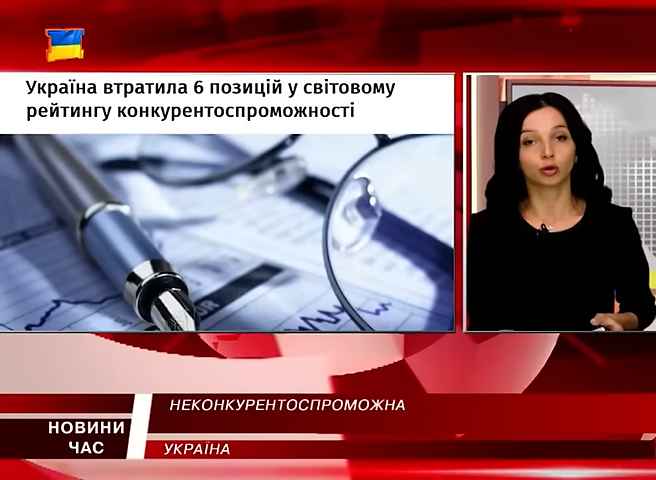 Україна втратила 6 позицій у світовому
рейтингу конкурентоспроможності
НЕКОНКУРЕНТОСПРОМОЖНА
НОВИНИ
ЧАС
УКРАЇНА